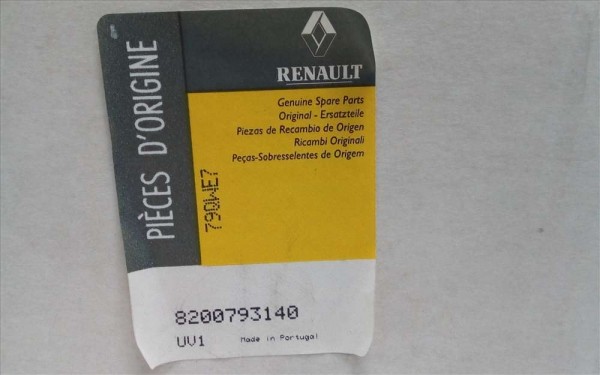 PIÈCES D'ORIGINE
RENAULT
Genuine Spare Parts
Original - Ersatzteile
Piezas de Recambio de Origen
Ricambi Originali
Peças-Sobresselentes de Origem
79QWE7
8200793140
UV1 Made in Portugal